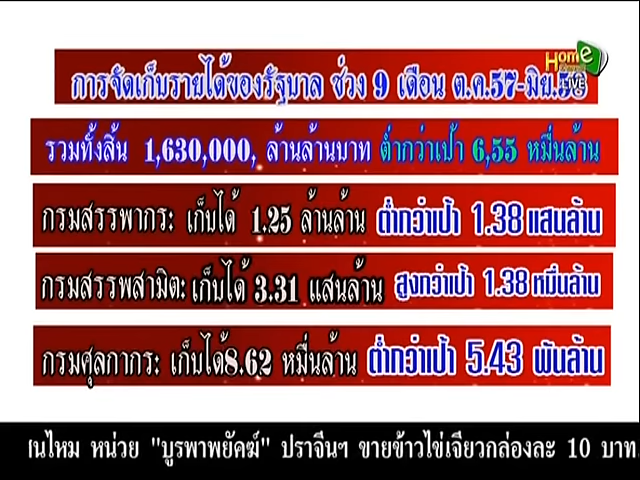 Home
LIVE
การจัดเก็บรายได้ของรัฐบาล ช่วง 9 เดือน ต.ค.57-มิย.58
รวมทั้งสิ้น 1,630,000, ล้านล้านบาท ต่ำกว่าเป้า 6,55 หมื่นล้าน
กรมสรรพากร: เก็บได้ 1.25 ล้านล้าน ต่ำกว่าเป้า 1.38 แสนล้าน
กรมสรรพสามิต: เก็บได้ 3.31 แสนล้าน สูงกว่าเป้า 1.38 หมื่นล้าน
กรมศุลกากร: เก็บได้8.62 หมื่นล้าน ต่ำกว่าเป้า 5.43 พันล้าน
นไหม หน่วย "บูรพาพยัคฆ์" ปราจีนฯ ขายข้าวไข่เจียวกล่องละ 10 บาท.